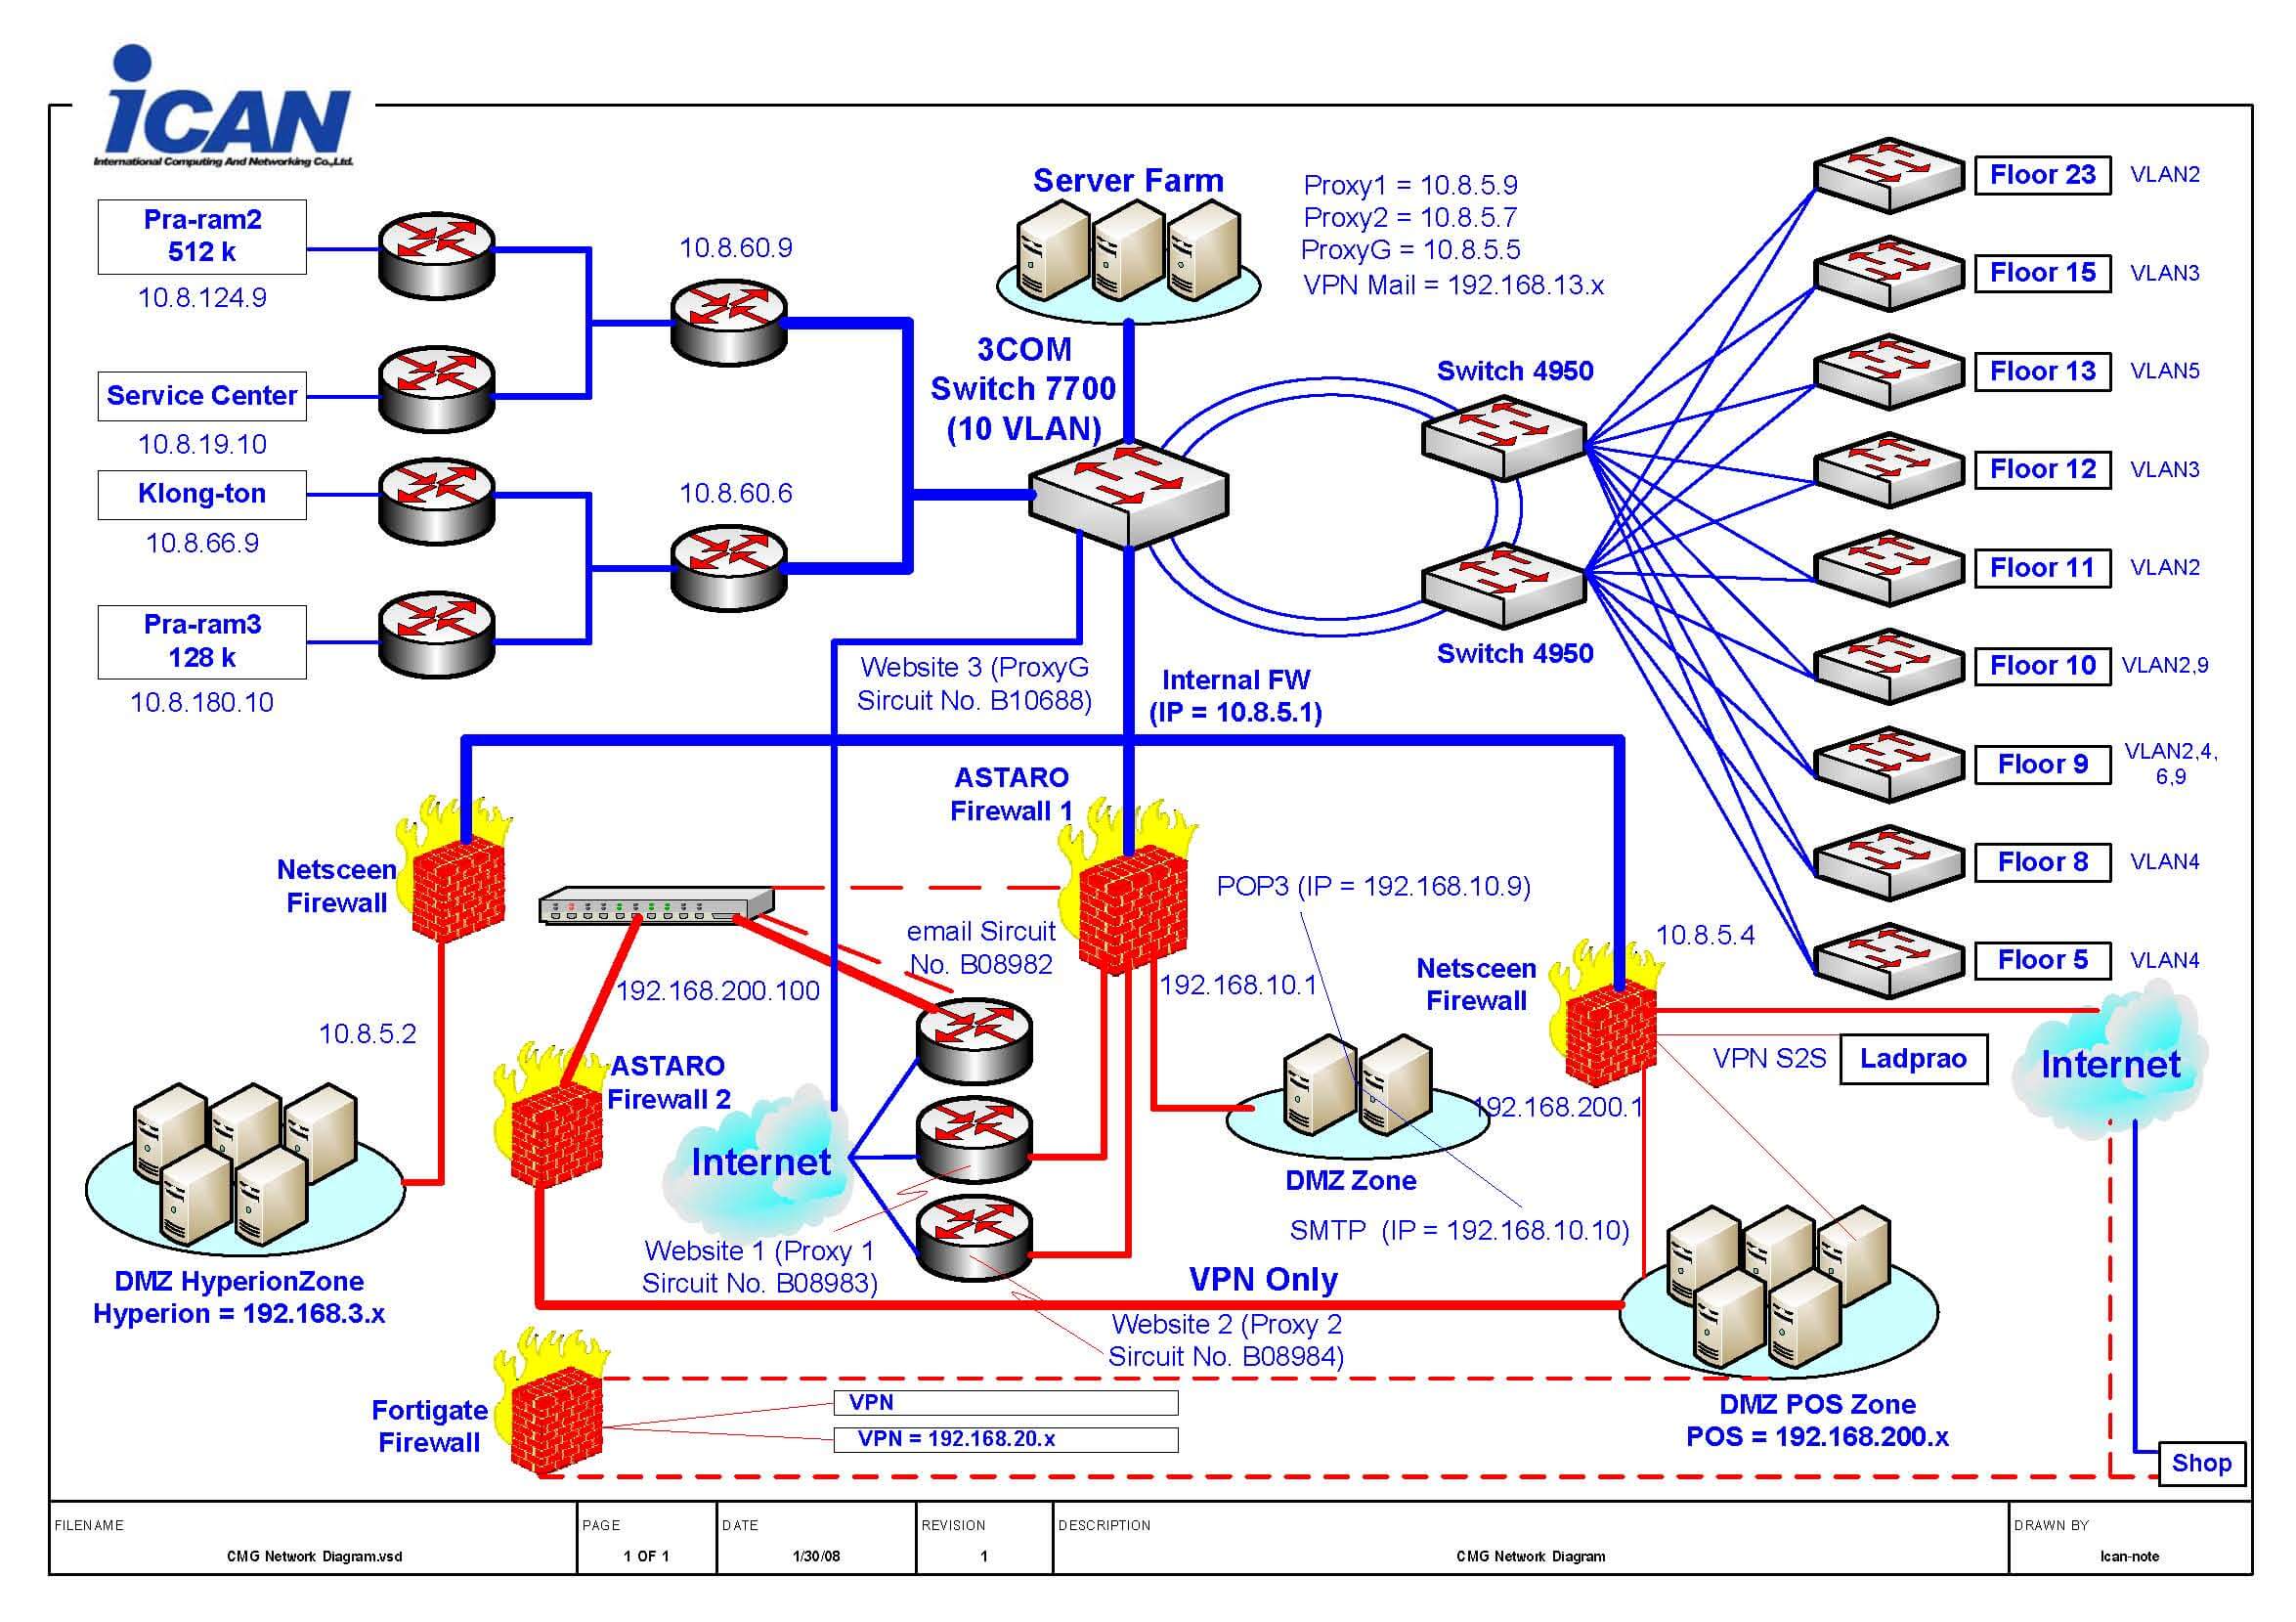 iCAN
International Computing And Networking Co.,Ltd.
Pra-ram2
512 k
10.8.124.9
Service Center
10.8.19.10
Klong-ton
10.8.66.9
Pra-ram3
128 k
10.8.180.10
10.8.60.9
10.8.60.6
Server Farm
Proxy1 = 10.8.5.9
Proxy2 = 10.8.5.7
ProxyG = 10.8.5.5
VPN Mail = 192.168.13.x
3COM
Switch 7700
(10 VLAN)
Switch 4950
Switch 4950
Floor 23
VLAN2
Floor 15
VLAN3
Floor 13
VLAN5
Floor 12
VLAN3
Floor 11
VLAN2
Floor 10
VLAN2,9
Floor 9
VLAN2,4,
6,9
Floor 8
VLAN4
Floor 5
VLAN4
Website 3 (ProxyG
Sircuit No. B10688)
Internal FW
(IP = 10.8.5.1)
ASTARO
Firewall 1
Netsceen
Firewall
10.8.5.2
email Sircuit
No. B08982
192.168.200.100
ASTARO
Firewall 2
POP3 (IP = 192.168.10.9)
192.168.10.1
10.8.5.4
Netsceen
Firewall
VPN S2S
Ladprao
Internet
192.168.200.1
Internet
DMZ Zone
SMTP (IP = 192.168.10.10)
Website 1 (Proxy 1
Sircuit No. B08983)
DMZ HyperionZone
Hyperion = 192.168.3.x
VPN Only
Website 2 (Proxy 2
Sircuit No. B08984)
Fortigate
Firewall
VPN
VPN = 192.168.20.x
DMZ POS Zone
POS = 192.168.200.x
Shop
FILENAME
CMG Network Diagram.vsd
PAGE
1 OF 1
DATE
1/30/08
REVISION
1
DESCRIPTION
CMG Network Diagram
DRAWN BY
Ican-note